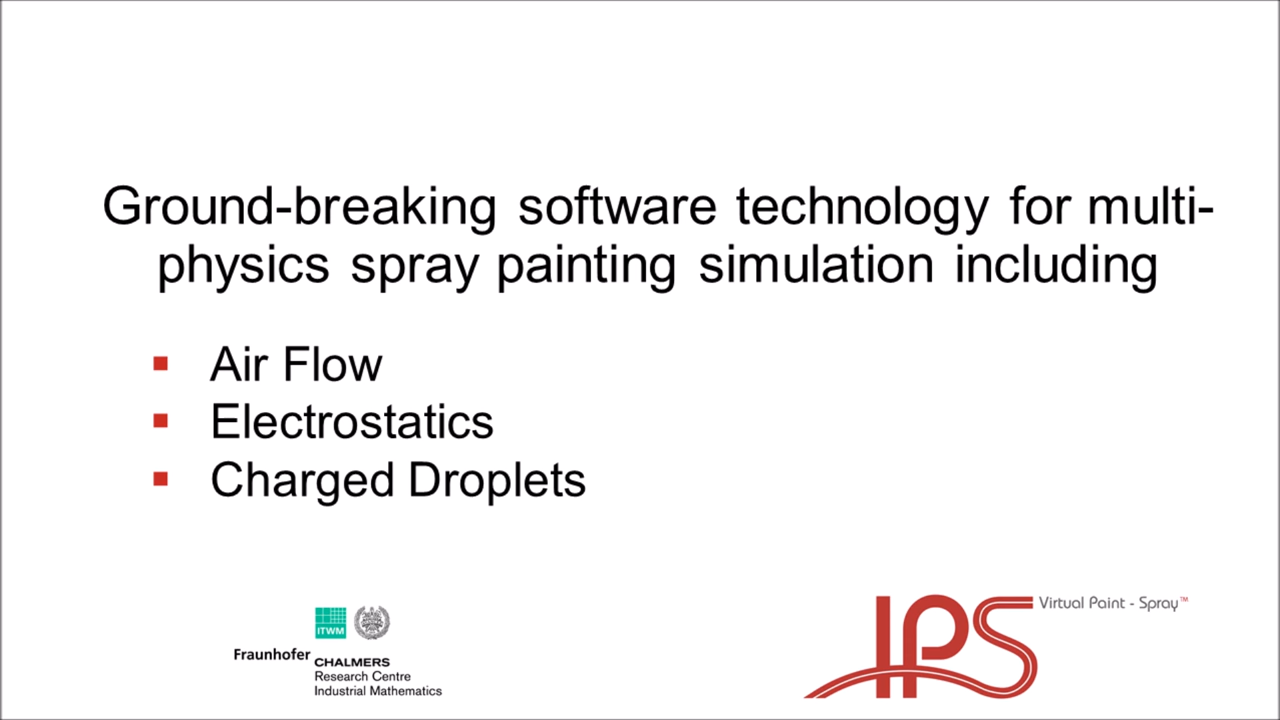 Ground-breaking software technology for multi-
physics spray painting simulation including
Air Flow
Electrostatics
Charged Droplets
ITWM
Fraunhofer
CHALMERS
Research Centre
Industrial Mathematics
IPS
Virtual Paint - Spray™